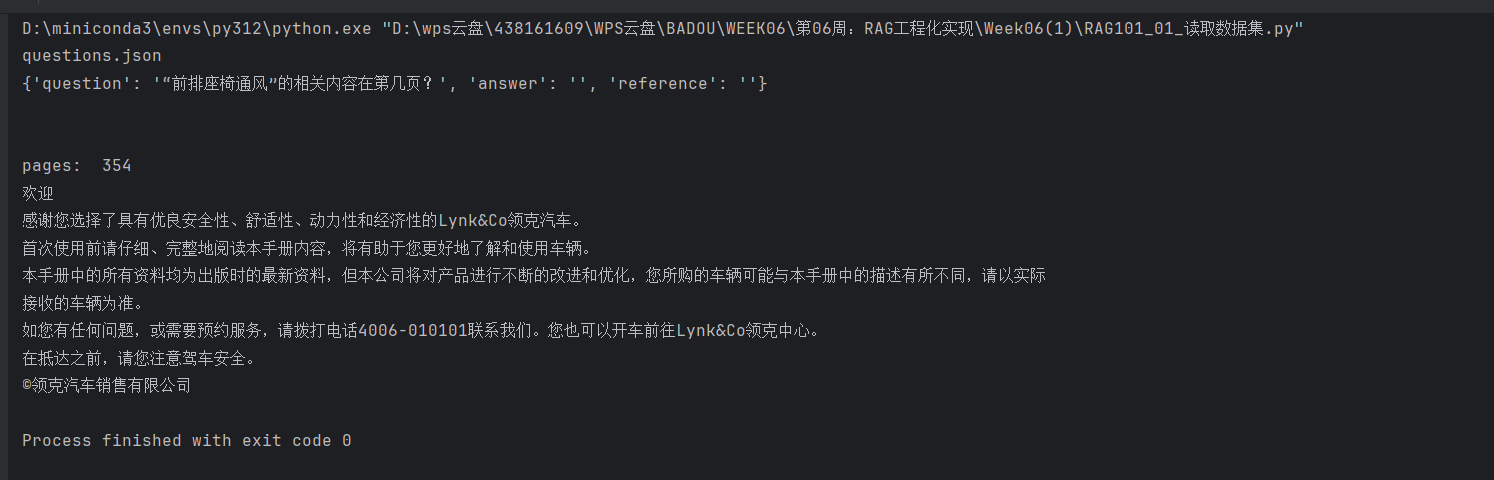 D:\miniconda3\envs\py312\python.exe "D:\wps云盘\438161609\WPS云盘\BADOU\WEEK06\第06周：RAG工程化实现\Week06(1)\RAG101_01_读取数据集.py"
questions.json
{'question': '“前排座椅通风”的相关内容在第几页？', 'answer': '', 'reference': ''}
pages:  354
欢迎
感谢您选择了具有优良安全性、舒适性、动力性和经济性的Lynk&Co领克汽车。
首次使用前请仔细、完整地阅读本手册内容，将有助于您更好地了解和使用车辆。
本手册中的所有资料均为出版时的最新资料，但本公司将对产品进行不断的改进和优化，您所购的车辆可能与本手册中的描述有所不同，请以实际
接收的车辆为准。
如您有任何问题，或需要预约服务，请拨打电话4006-010101联系我们。您也可以开车前往Lynk&Co领克中心。
在抵达之前，请您注意驾车安全。
©领克汽车销售有限公司
Process finished with exit code 0